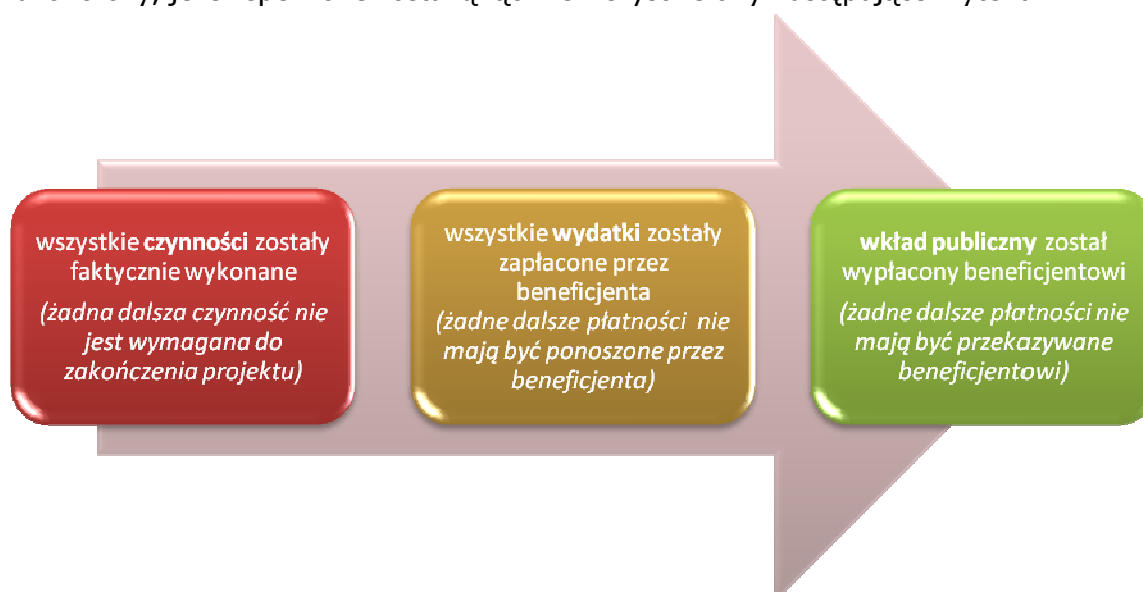 wszystkie czynności zostały
faktycznie wykonane
(żadna dalsza czynność nie
jest wymagana do
zakończenia projektu)
wszystkie wydatki zostały
zapłacone przez
beneficjenta
(żadne dalsze płatności nie
mają być ponoszone przez
beneficjenta)
wkład publiczny został
wypłacony beneficjentowi
(żadne dalsze płatności nie
mają być przekazywane
beneficjentowi)